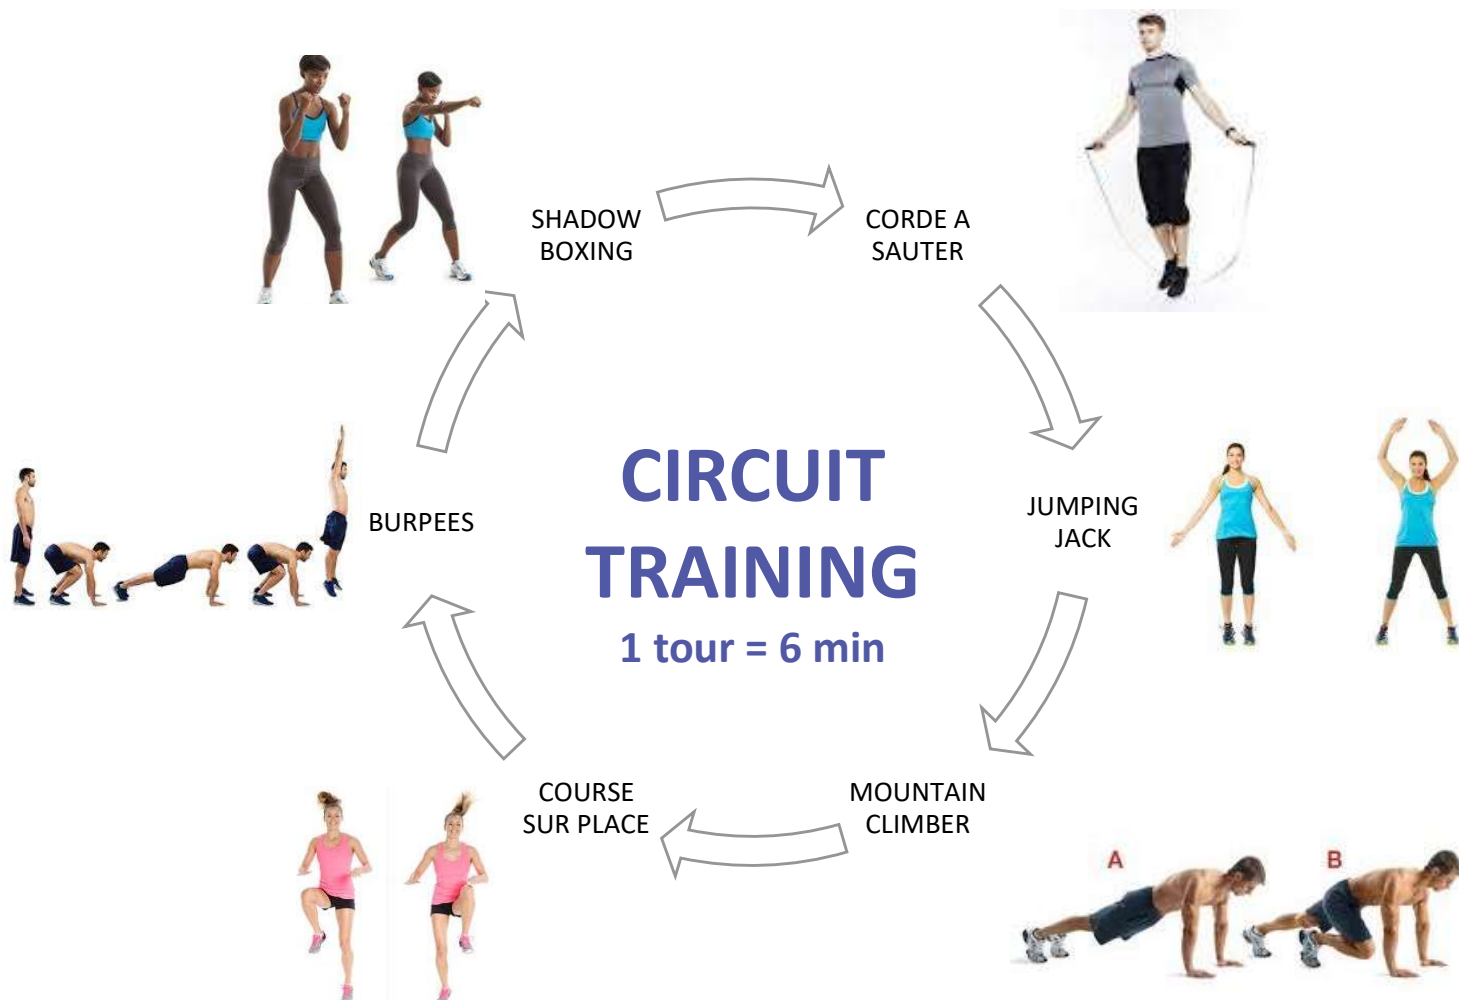 SHADOW
BOXING
CORDE A
SAUTER
BURPEES
CIRCUIT
TRAINING
1 tour = 6 min
JUMPING
JACK
COURSE
SUR PLACE
MOUNTAIN
CLIMBER
A
B